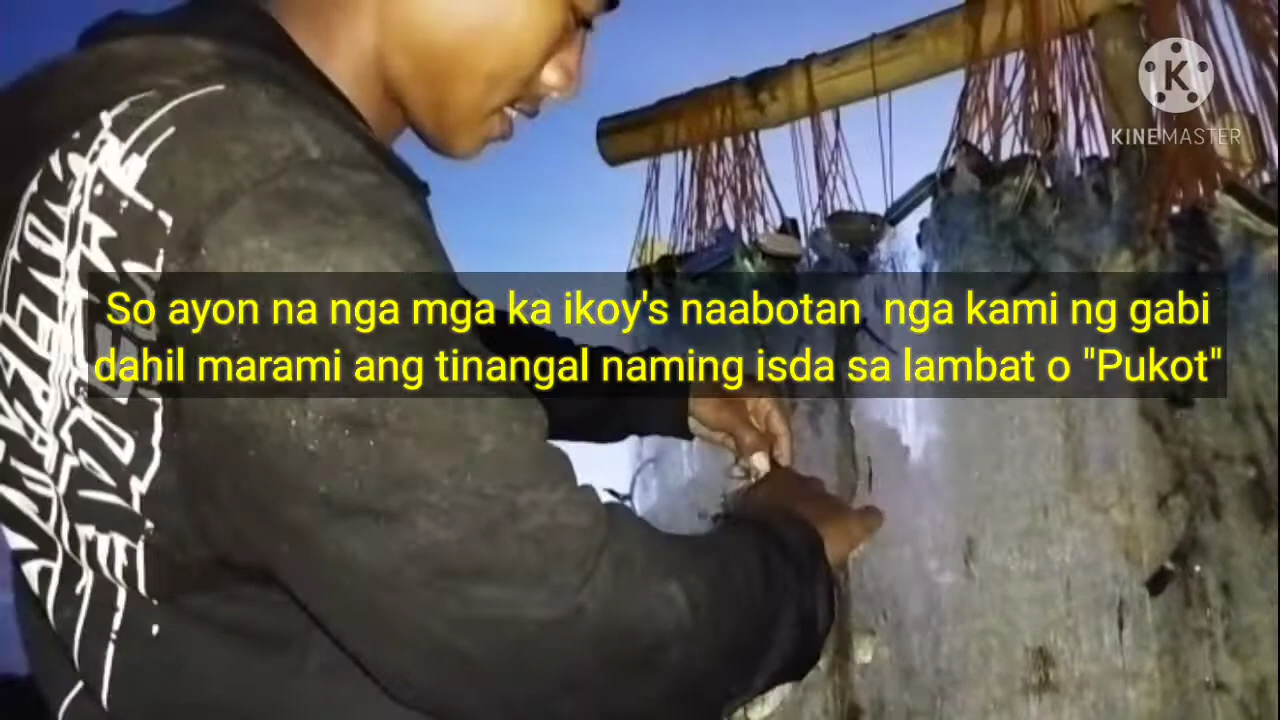 KINEMASTER
So ayon na nga mga ka ikoy's naabotan  nga kami ng gabi
dahil marami ang tinangal naming isda sa lambat o "Pukot"